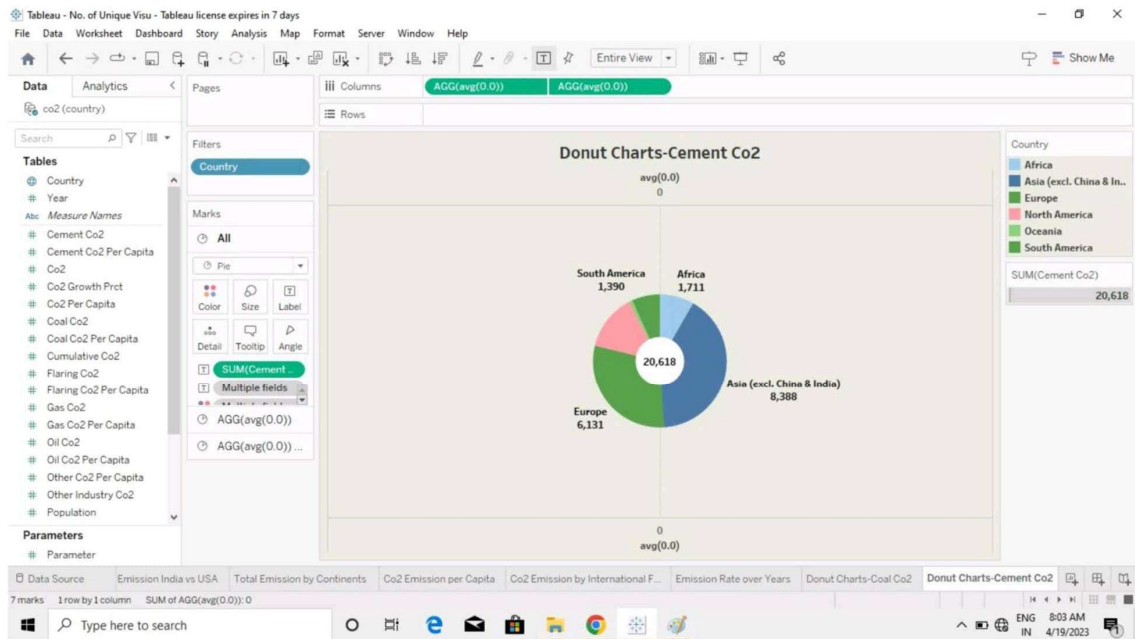 Tableau - No. of Unique Visu - Tableau license expires in 7 days
File Data Worksheet Dashboard Story Analysis Map Format Server Window Help
Entire View
Show Me
Data Analytics
co2 (country)
Search
Tables
Country
Year
Abc Measure Names
Cement Co2
Cement Co2 Per Capita
Co2
Co2 Growth Prct
Co2 Per Capita
Coal Co2
Coal Co2 Per Capita
Cumulative Co2
Flaring Co2
Flaring Co2 Per Capita
Gas Co2
Gas Co2 Per Capita
Oil Co2
Oil Co2 Per Capita
Other Co2 Per Capita
Other Industry Co2
Population
Parameters
Parameter
Pages
Filters
Country
Marks
All
Pie
Color Size Label
Detail Tooltip Angle
SUM(Cement ..
Multiple fields
AGG(avg(0.0))
AGG(avg(0.0)) ...
Columns AGG(avg(0.0)) AGG(avg(0.0))
Rows
Donut Charts-Cement Co2
avg(0.0)
0
South America
1,390
Africa
1,711
20,618
Asia (excl. China & India)
8,388
Europe
6,131
0
avg(0.0)
Country
Africa
Asia (excl. China & In..
Europe
North America
Oceania
South America
SUM(Cement Co2)
20,618
Data Source Emission India vs USA Total Emission by Continents Co2 Emission per Capita Co2 Emission by International F... Emission Rate over Years Donut Charts-Coal Co2 Donut Charts-Cement Co2
7 marks 1 row by 1 column SUM of AGG(avg(0.0)): 0
Type here to search
ENG 8:03 AM
IN 4/19/2023